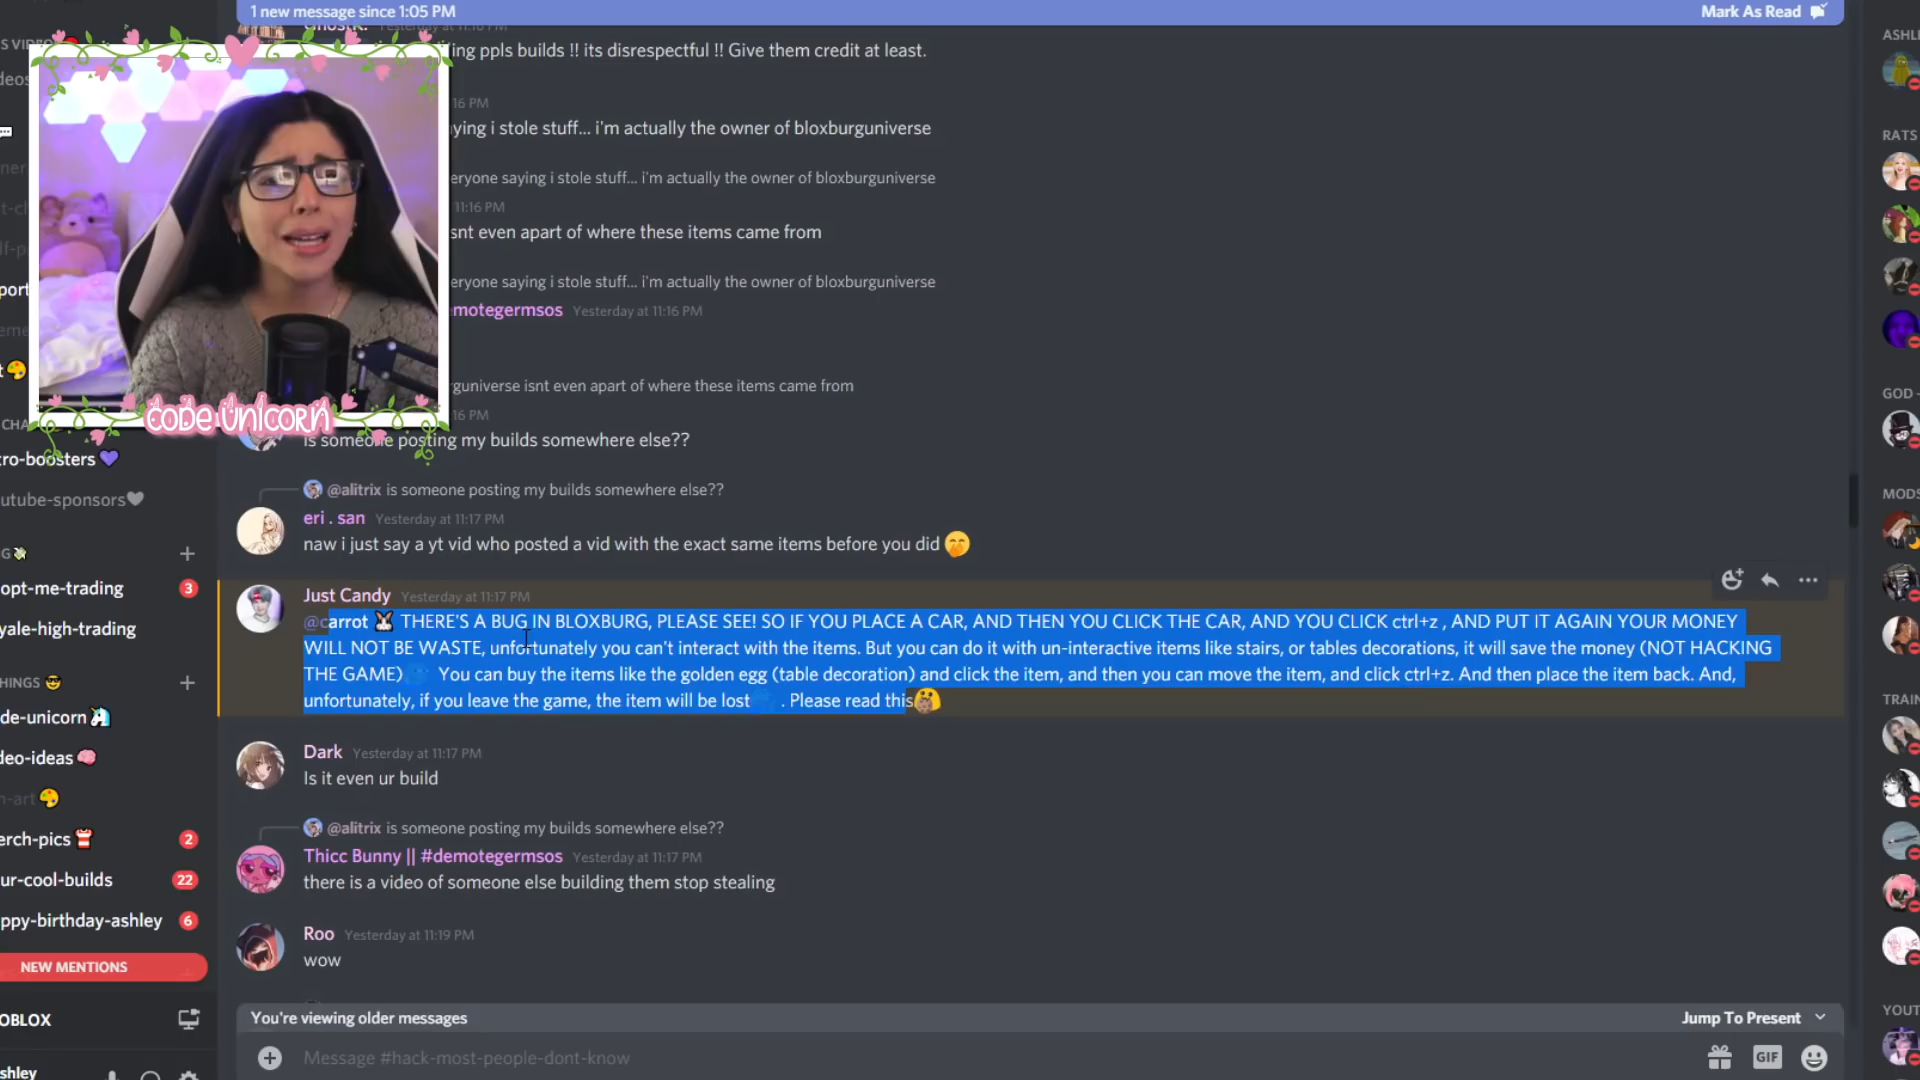 1 new message since 1:05 PM
Mark As Read
S VIDE
ing ppls builds !! its disrespectful !! Give them credit at least.
16 PM
ying i stole stuff... i'm actually the owner of bloxburguniverse
eryone saying i stole stuff... i'm actually the owner of bloxburguniverse
11:16 PM
snt even apart of where these items came from
eryone saying i stole stuff... i'm actually the owner of bloxburguniverse
emotegermsos Yesterday at 11:16 PM
rguniverse isnt even apart of where these items came from
16 PM
is someone posting my builds somewhere else??
CODE UNICORN
@alitrix is someone posting my builds somewhere else??
eri . san Yesterday at 11:17 PM
naw i just say a yt vid who posted a vid with the exact same items before you did
Just Candy Yesterday at 11:17 PM
@carrot THERE'S A BUG IN BLOXBURG, PLEASE SEE! SO IF YOU PLACE A CAR, AND THEN YOU CLICK THE CAR, AND YOU CLICK ctrl+z , AND PUT IT AGAIN YOUR MONEY
WILL NOT BE WASTE, unfortunately you can't interact with the items. But you can do it with un-interactive items like stairs, or tables decorations, it will save the money (NOT HACKING
THE GAME) You can buy the items like the golden egg (table decoration) and click the item, and then you can move the item, and click ctrl+z. And then place the item back. And,
unfortunately, if you leave the game, the item will be lost . Please read this
Dark Yesterday at 11:17 PM
Is it even ur build
@alitrix is someone posting my builds somewhere else??
Thicc Bunny || #demotegermsos Yesterday at 11:17 PM
there is a video of someone else building them stop stealing
Roo Yesterday at 11:19 PM
wow
You're viewing older messages
Jump To Present
Message #hack-most-people-dont-know
GIF
port
CHA
ro-boosters
utube-sponsors
G
opt-me-trading 3
yale-high-trading
HINGS
de-unicorn
deo-ideas
n-art
erch-pics 2
ur-cool-builds 22
ppy-birthday-ashley 6
NEW MENTIONS
OBLOX
shley
ASHLE
RATS
GOD -
MODS
TRAIN
YOUT